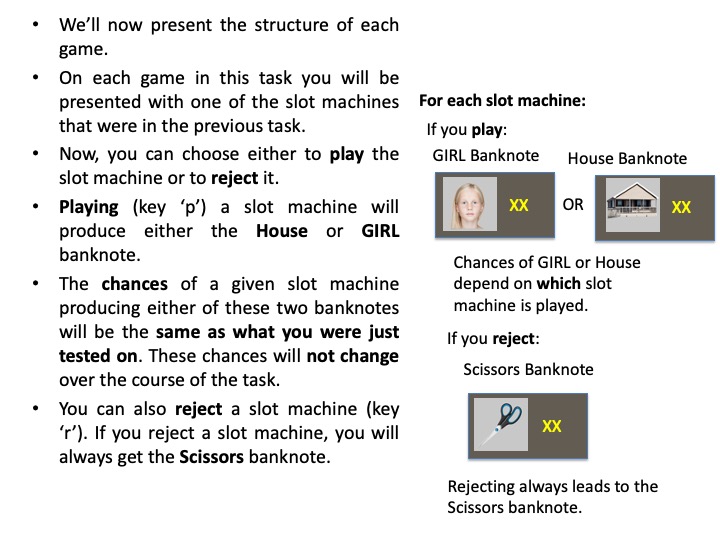 • We’ll now present the structure of each
game.
• On each game in this task you will be
presented with one of the slot machines
that were in the previous task.
• Now, you can choose either to play the
slot machine or to reject it.
• Playing (key ‘p’) a slot machine will
produce either the House or GIRL
banknote.
• The chances of a given slot machine
producing either of these two banknotes
will be the same as what you were just
tested on. These chances will not change
over the course of the task.
• You can also reject a slot machine (key
‘r’). If you reject a slot machine, you will
always get the Scissors banknote.
For each slot machine:
If you play:
GIRL Banknote House Banknote
XX OR XX
Chances of GIRL or House
depend on which slot
machine is played.
If you reject:
Scissors Banknote
XX
Rejecting always leads to the
Scissors banknote.